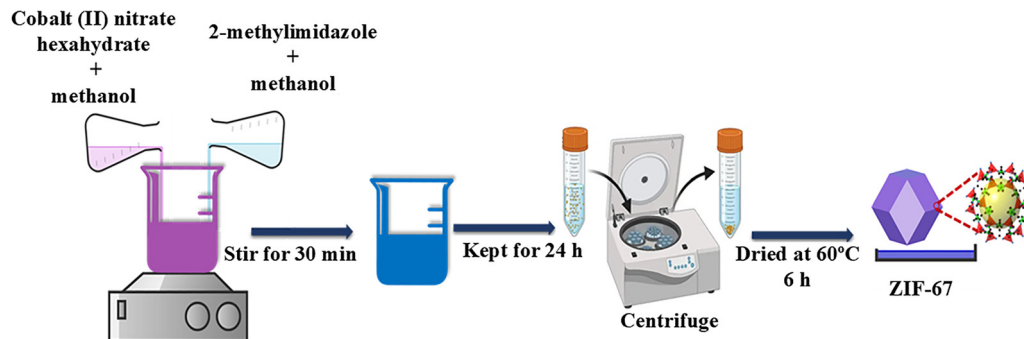 Cobalt (II) nitrate
hexahydrate
+
methanol
2-methylimidazole
+
methanol
Stir for 30 min
Kept for 24 h
Centrifuge
Dried at 60°C
6 h
ZIF-67